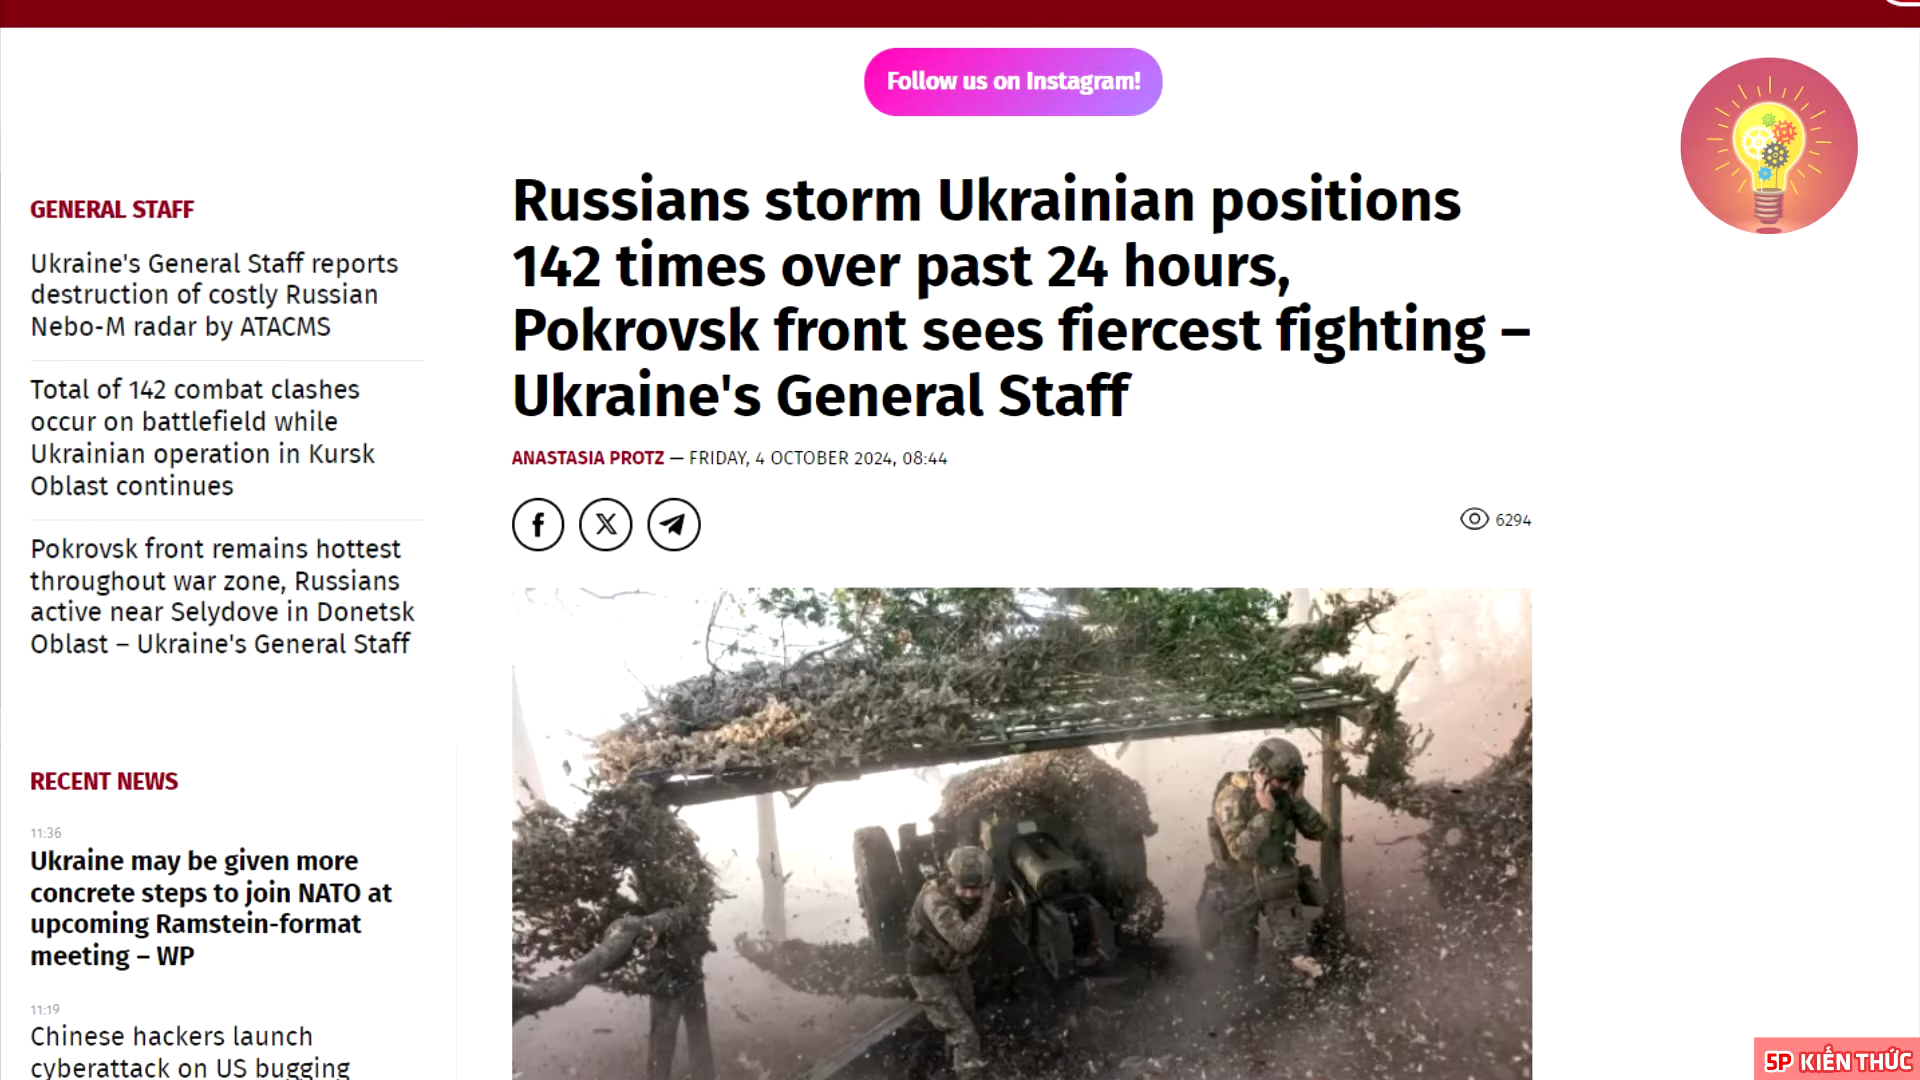 Follow us on Instagram!
GENERAL STAFF
Ukraine's General Staff reports
destruction of costly Russian
Nebo-M radar by ATACMS
Total of 142 combat clashes
occur on battlefield while
Ukrainian operation in Kursk
Oblast continues
Pokrovsk front remains hottest
throughout war zone, Russians
active near Selydove in Donetsk
Oblast – Ukraine's General Staff
RECENT NEWS
11:36
Ukraine may be given more
concrete steps to join NATO at
upcoming Ramstein-format
meeting – WP
11:19
Chinese hackers launch
cyberattack on US bugging
Russians storm Ukrainian positions
142 times over past 24 hours,
Pokrovsk front sees fiercest fighting –
Ukraine's General Staff
ANASTASIA PROTZ — FRIDAY, 4 OCTOBER 2024, 08:44
6294
5P KIẾN THỨC